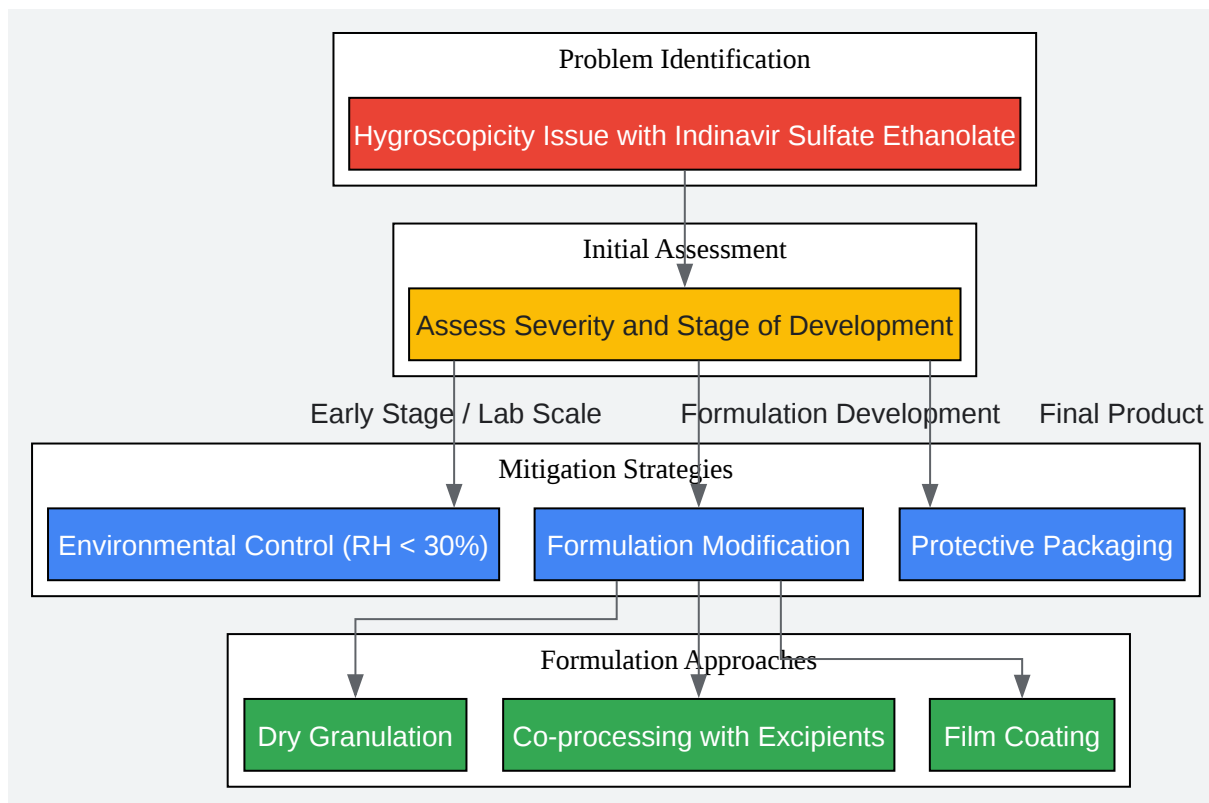 Problem Identification
Hygroscopicity Issue with Indinavir Sulfate Ethanolate
Initial Assessment
Assess Severity and Stage of Development
Early Stage / Lab Scale
Formulation Development
Final Product
Mitigation Strategies
Environmental Control (RH < 30%)
Formulation Modification
Protective Packaging
Formulation Approaches
Dry Granulation
Co-processing with Excipients
Film Coating